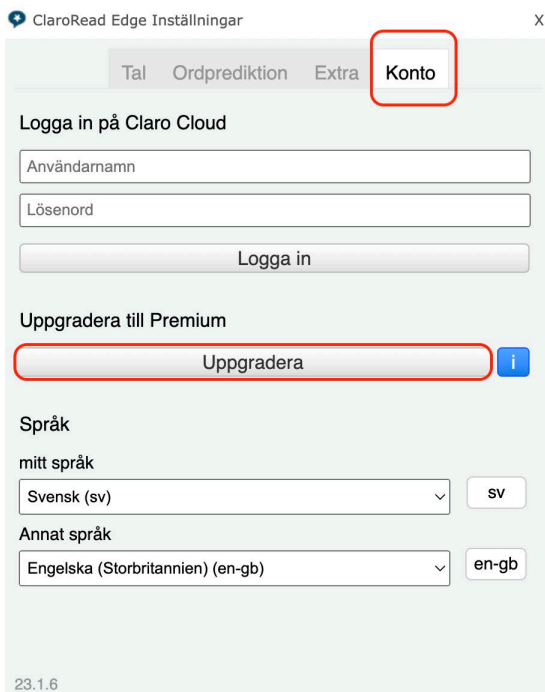 ClaroRead Edge Inställningar X
Tal Ordprediktion Extra Konto
Logga in på Claro Cloud
Användarnamn
Lösenord
Logga in
Uppgradera till Premium
Uppgradera i
Språk
mitt språk
Svensk (sv) sv
Annat språk
Engelska (Storbritannien) (en-gb) en-gb
23.1.6